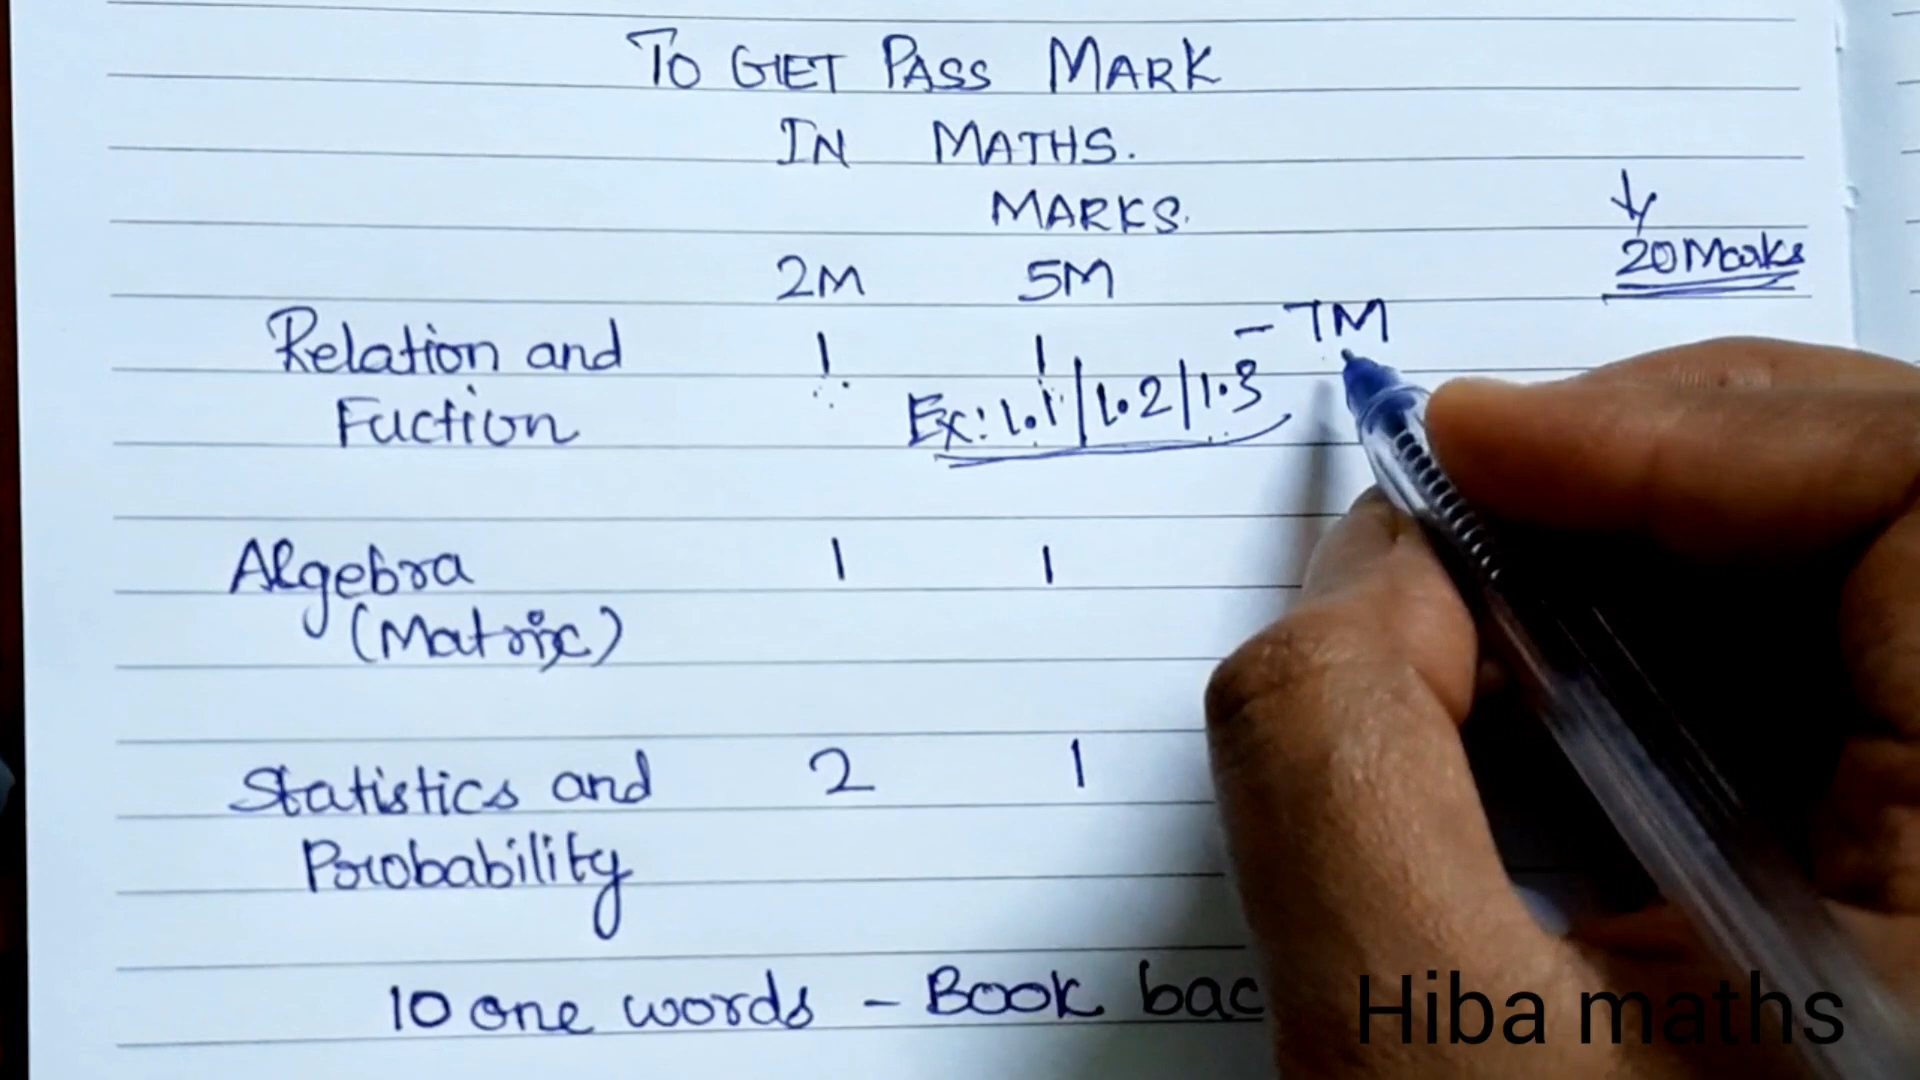 TO GET PASS MARK
IN MATHS.
MARKS.
20 Marks
2M 5M
Relation and 1 1 - 7M
Fuction Ex: 1.1 | 1.2 | 1.3
Algebra 1 1
(Matrix)
Statistics and 2 1
Probability
10 one words - Book bac
Hiba maths